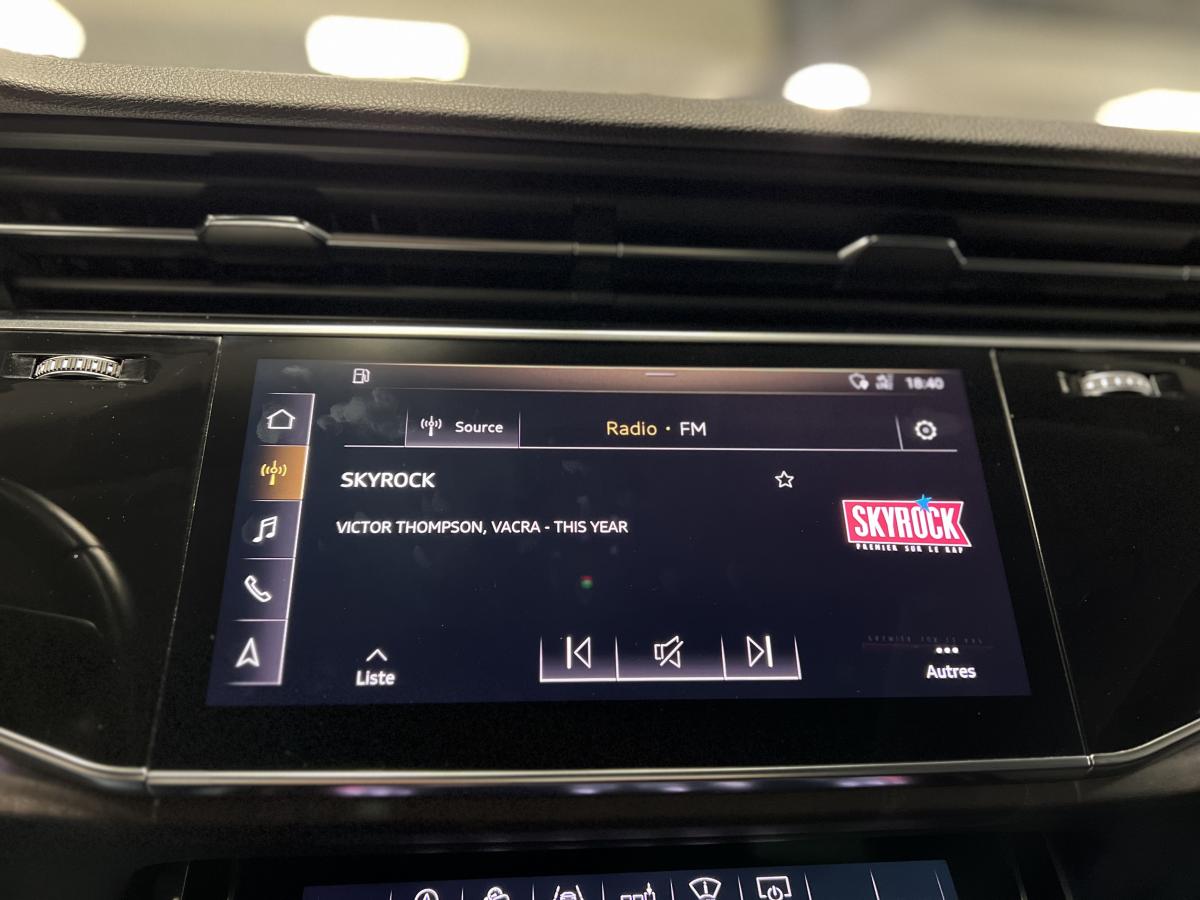 18:40
Source
Radio • FM
SKYROCK
VICTOR THOMPSON, VACRA - THIS YEAR
SKYROCK
PREMIER SUR LE RAP
Liste
Autres